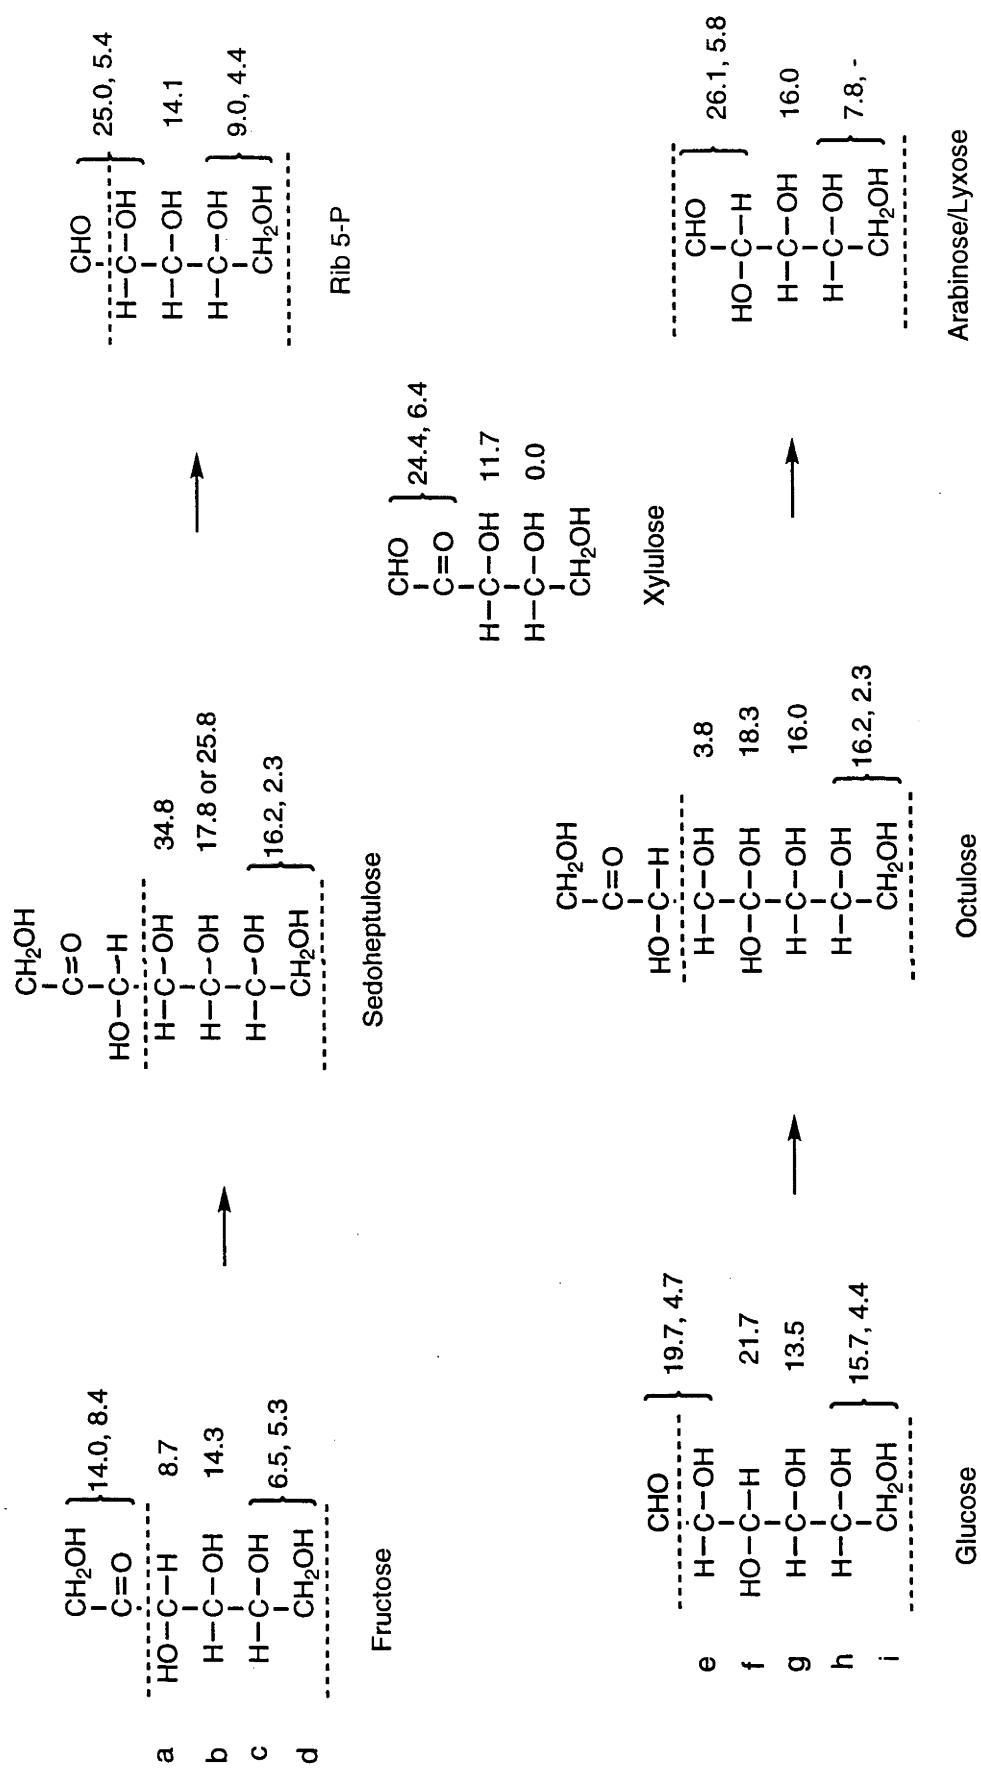 a
b
c
d
CH₂OH
C=O
14.0, 8.4
HO–C–H 8.7
H–C–OH 14.3
H–C–OH
6.5, 5.3
CH₂OH
Fructose
→
CH₂OH
C=O
HO–C–H
H–C–OH 34.8
H–C–OH 17.8 or 25.8
H–C–OH
16.2, 2.3
CH₂OH
Sedoheptulose
→
CHO
25.0, 5.4
H–C–OH
H–C–OH 14.1
H–C–OH
9.0, 4.4
CH₂OH
Rib 5-P
CHO
24.4, 6.4
C=O
H–C–OH 11.7
H–C–OH 0.0
CH₂OH
Xylulose
e
f
g
h
i
CHO
19.7, 4.7
H–C–OH
HO–C–H 21.7
H–C–OH 13.5
H–C–OH
15.7, 4.4
CH₂OH
Glucose
→
CH₂OH
C=O
HO–C–H
H–C–OH 3.8
HO–C–OH 18.3
H–C–OH 16.0
H–C–OH
16.2, 2.3
CH₂OH
Octulose
→
CHO
26.1, 5.8
HO–C–H
H–C–OH 16.0
H–C–OH
7.8, -
CH₂OH
Arabinose/Lyxose